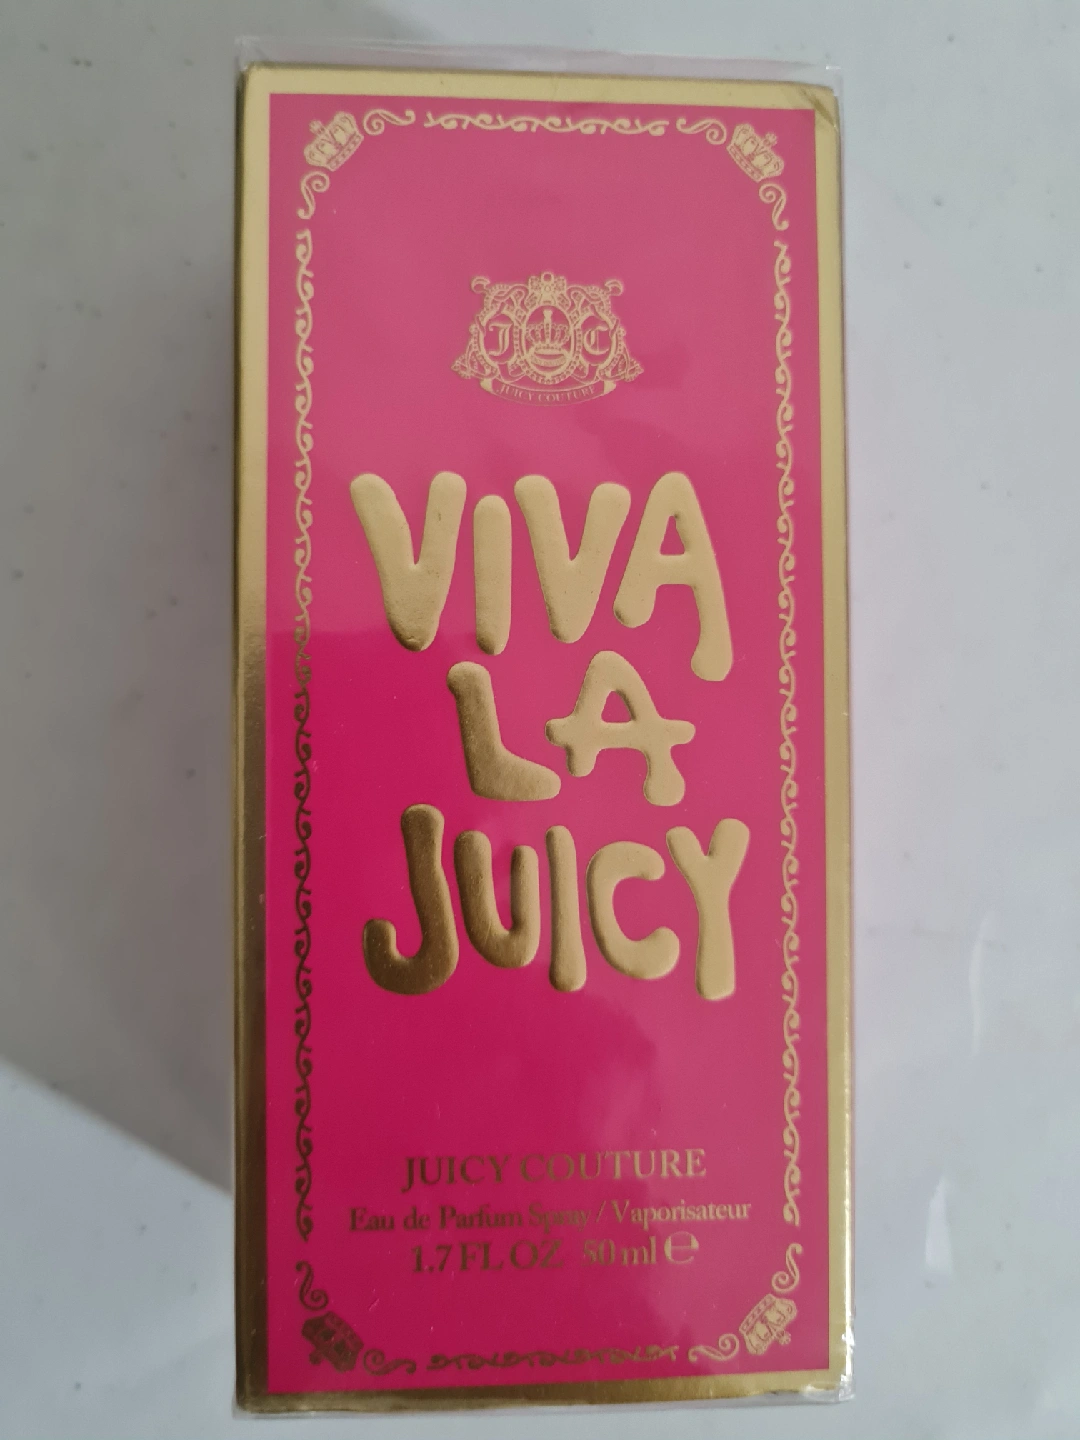 J C
JUICY COUTURE
VIVA
LA
JUICY
JUICY COUTURE
Eau de Parfum Spray / Vaporisateur
1.7 FL OZ 50 ml ℮